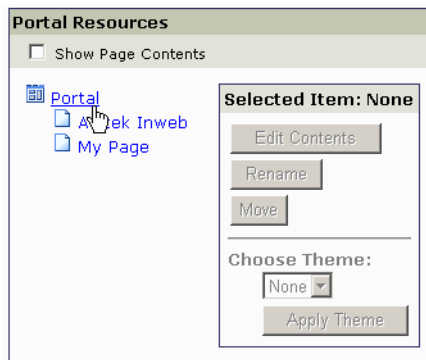 Portal Resources
Show Page Contents
Portal
My Page
Inweb
Selected Item: None
Edit Contents
Rename
Move
Choose Theme:
None
Apply Theme